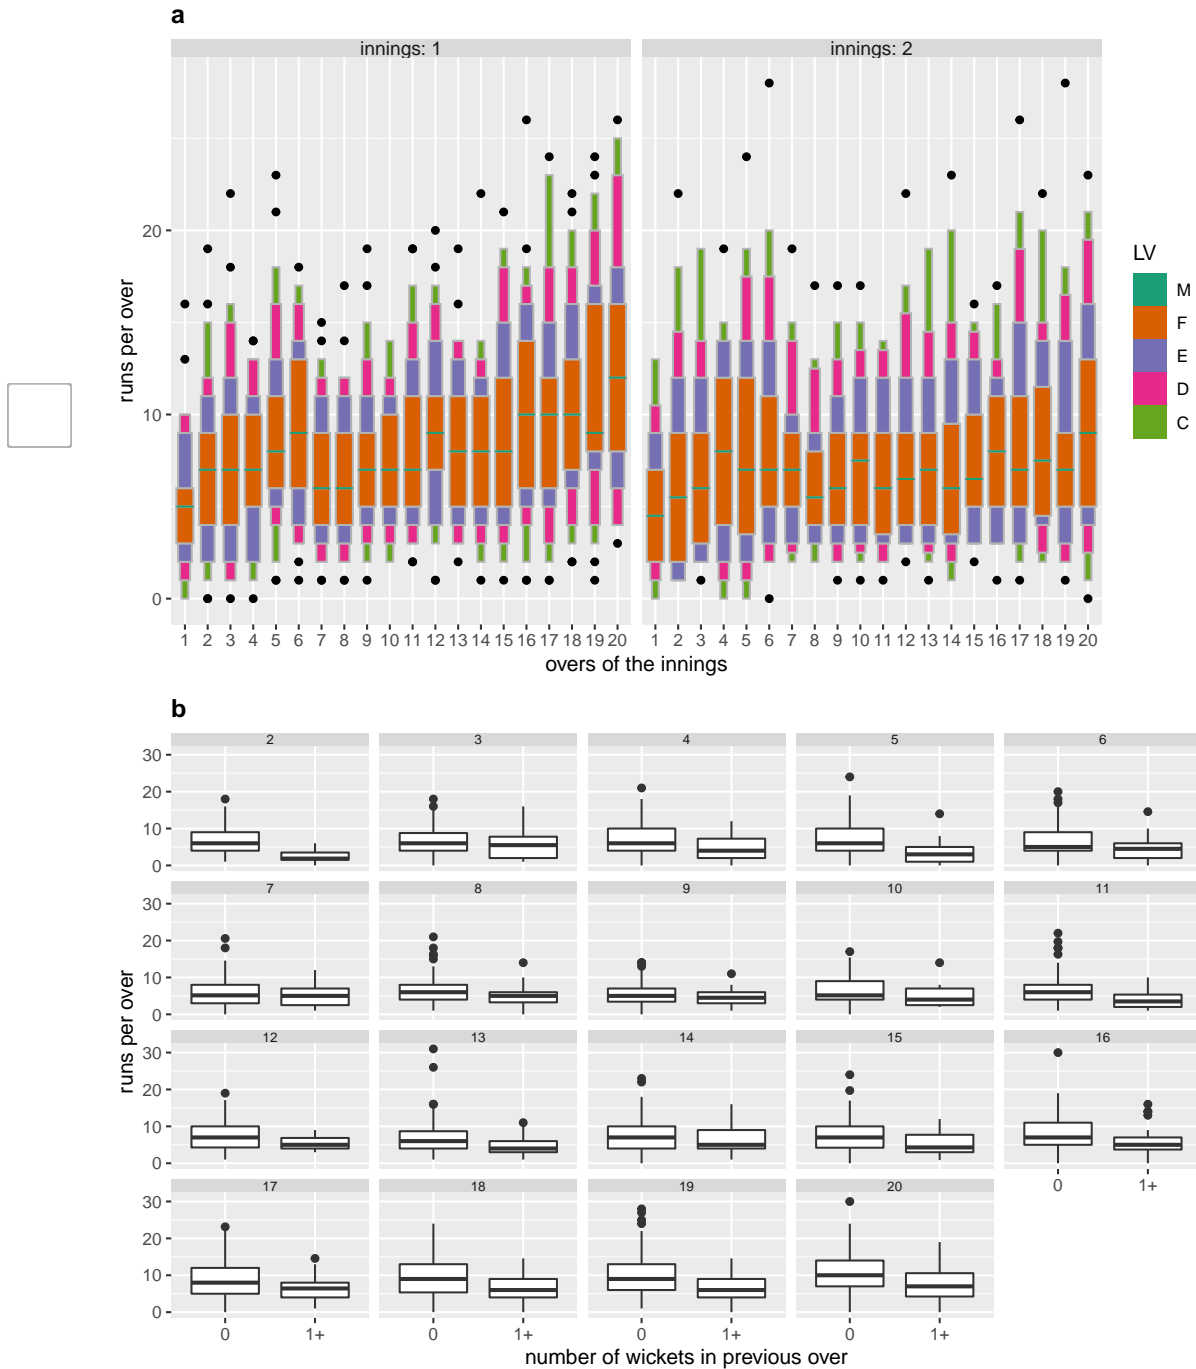 a
innings: 1 innings: 2
runs per over
20
10
0
1 2 3 4 5 6 7 8 9 10 11 12 13 14 15 16 17 18 19 20 1 2 3 4 5 6 7 8 9 10 11 12 13 14 15 16 17 18 19 20
overs of the innings
LV
M
F
E
D
C
b
runs per over
2 3 4 5 6
30
20
10
0
7 8 9 10 11
30
20
10
0
12 13 14 15 16
30
20
10
0
0 1+
17 18 19 20
30
20
10
0
0 1+ 0 1+ 0 1+ 0 1+
number of wickets in previous over